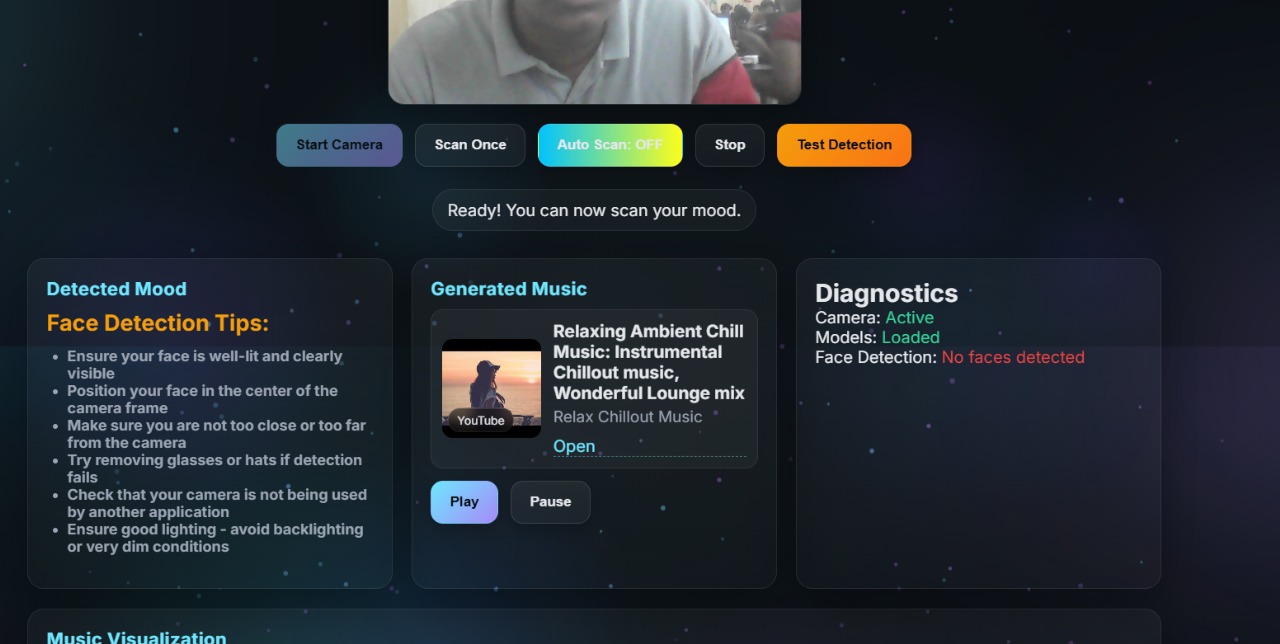 Start Camera
Scan Once
Auto Scan: OFF
Stop
Test Detection
Ready! You can now scan your mood.
Detected Mood
Face Detection Tips:
• Ensure your face is well-lit and clearly
visible
• Position your face in the center of the
camera frame
• Make sure you are not too close or too far
from the camera
• Try removing glasses or hats if detection
fails
• Check that your camera is not being used
by another application
• Ensure good lighting - avoid backlighting
or very dim conditions
Generated Music
YouTube
Relaxing Ambient Chill
Music: Instrumental
Chillout music,
Wonderful Lounge mix
Relax Chillout Music
Open
Play
Pause
Diagnostics
Camera: Active
Models: Loaded
Face Detection: No faces detected
Music Visualization